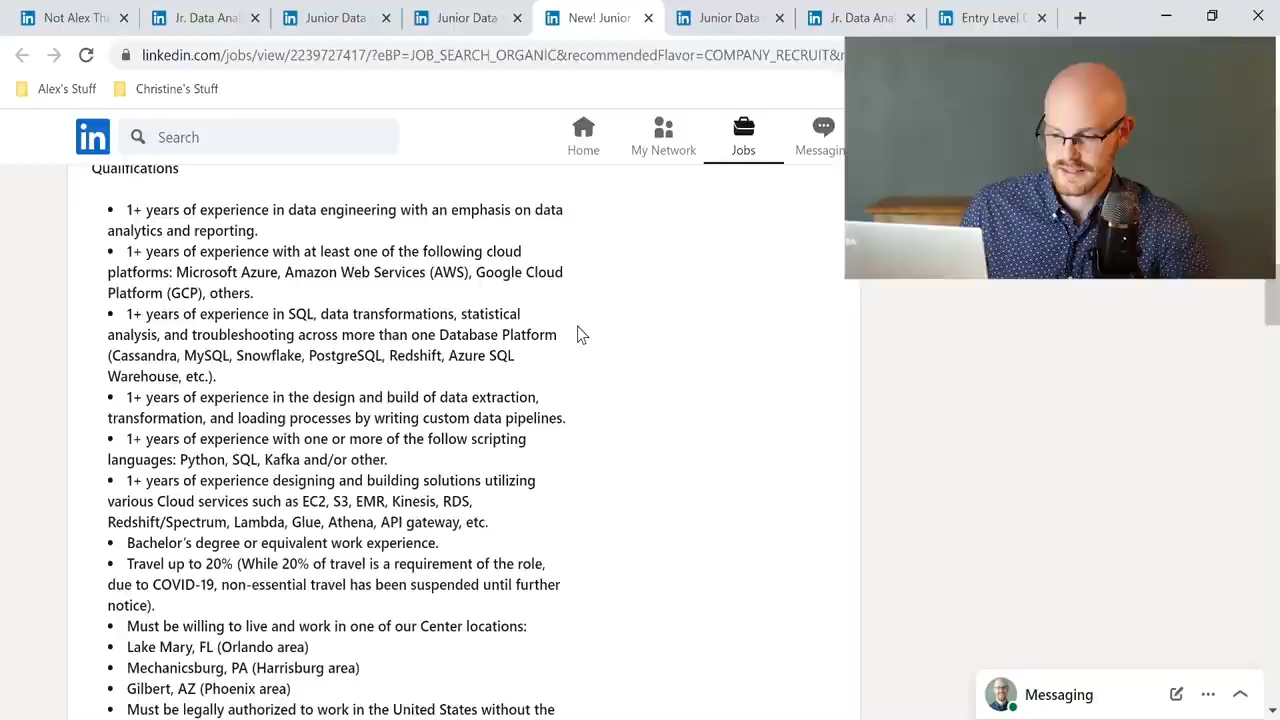 Not Alex The
Jr. Data Anal
Junior Data
Junior Data
New! Junior
Junior Data
Jr. Data Anal
Entry Level D
linkedin.com/jobs/view/2239727417/?eBP=JOB_SEARCH_ORGANIC&recommendedFlavor=COMPANY_RECRUIT&r
Alex's Stuff
Christine's Stuff
in
Search
Home
My Network
Jobs
Messagin
Qualifications
• 1+ years of experience in data engineering with an emphasis on data
analytics and reporting.
• 1+ years of experience with at least one of the following cloud
platforms: Microsoft Azure, Amazon Web Services (AWS), Google Cloud
Platform (GCP), others.
• 1+ years of experience in SQL, data transformations, statistical
analysis, and troubleshooting across more than one Database Platform
(Cassandra, MySQL, Snowflake, PostgreSQL, Redshift, Azure SQL
Warehouse, etc.).
• 1+ years of experience in the design and build of data extraction,
transformation, and loading processes by writing custom data pipelines.
• 1+ years of experience with one or more of the follow scripting
languages: Python, SQL, Kafka and/or other.
• 1+ years of experience designing and building solutions utilizing
various Cloud services such as EC2, S3, EMR, Kinesis, RDS,
Redshift/Spectrum, Lambda, Glue, Athena, API gateway, etc.
• Bachelor's degree or equivalent work experience.
• Travel up to 20% (While 20% of travel is a requirement of the role,
due to COVID-19, non-essential travel has been suspended until further
notice).
• Must be willing to live and work in one of our Center locations:
• Lake Mary, FL (Orlando area)
• Mechanicsburg, PA (Harrisburg area)
• Gilbert, AZ (Phoenix area)
• Must be legally authorized to work in the United States without the
Messaging